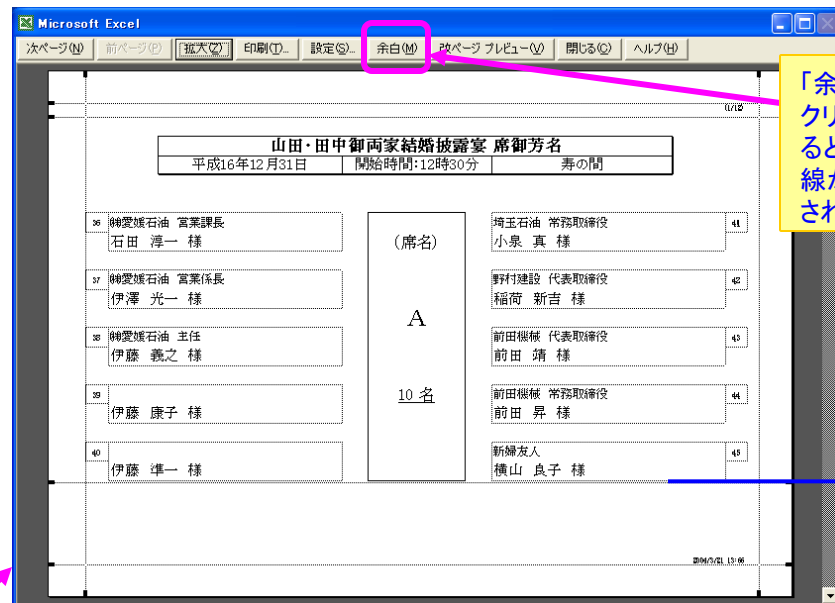 Microsoft Excel
次ページ(N) 前ページ(P) 拡大(Z) 印刷(T)... 設定(S)... 余白(M) 改ページ プレビュー(V) 閉じる(C) ヘルプ(H)
「余
クリ
ると
線が
され
(1/12)
山田・田中御両家結婚披露宴 席御芳名
平成16年12月31日 開始時間:12時30分 寿の間
36 ㈱愛媛石油 営業課長
石田 淳一 様
37 ㈱愛媛石油 営業係長
伊澤 光一 様
38 ㈱愛媛石油 主任
伊藤 義之 様
39
伊藤 康子 様
40
伊藤 準一 様
(席名)
A
10 名
埼玉石油 常務取締役 41
小泉 真 様
野村建設 代表取締役 42
稲荷 新吉 様
前田機械 代表取締役 43
前田 靖 様
前田機械 常務取締役 44
前田 昇 様
新婦友人 45
横山 良子 様